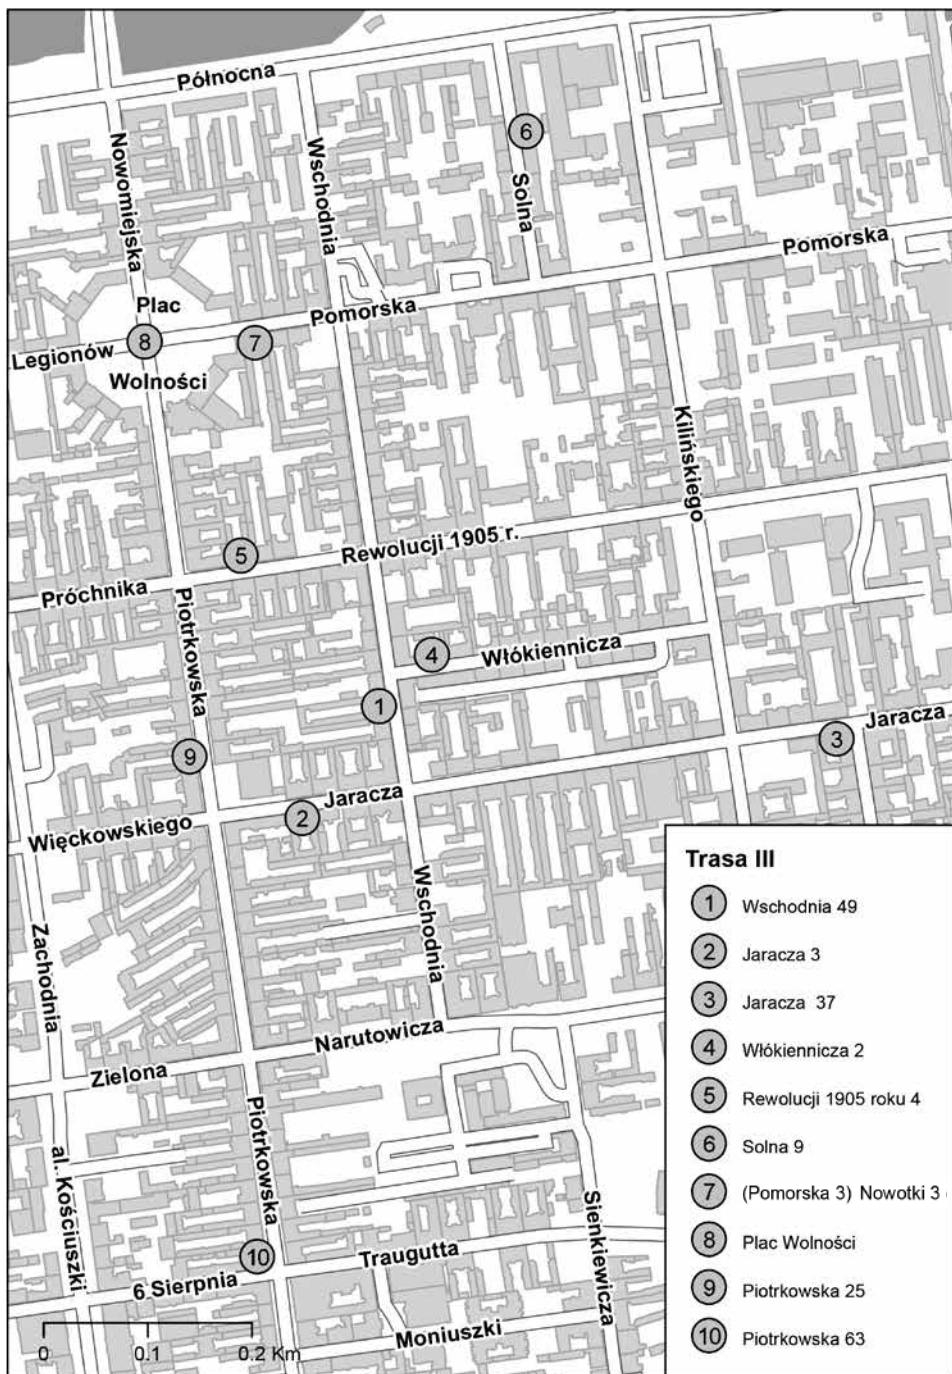 Północna
Nowomiejska
Wschodnia
6
Solna
Pomorska
Plac
Pomorska
8
7
Legionów
Wolności
Kilińskiego
Rewolucji 1905 r.
5
Próchnika
Piotrkowska
4
Włókiennicza
1
Jaracza
3
9
Jaracza
2
Więckowskiego
Wschodnia
Zachodnia
Narutowicza
Zielona
Piotrkowska
al. Kościuszki
Sienkiewicza
10
Traugutta
6 Sierpnia
Moniuszki
0 0.1 0.2 Km
Trasa III
1 Wschodnia 49
2 Jaracza 3
3 Jaracza 37
4 Włókiennicza 2
5 Rewolucji 1905 roku 4
6 Solna 9
7 (Pomorska 3) Nowotki 3
8 Plac Wolności
9 Piotrkowska 25
10 Piotrkowska 63